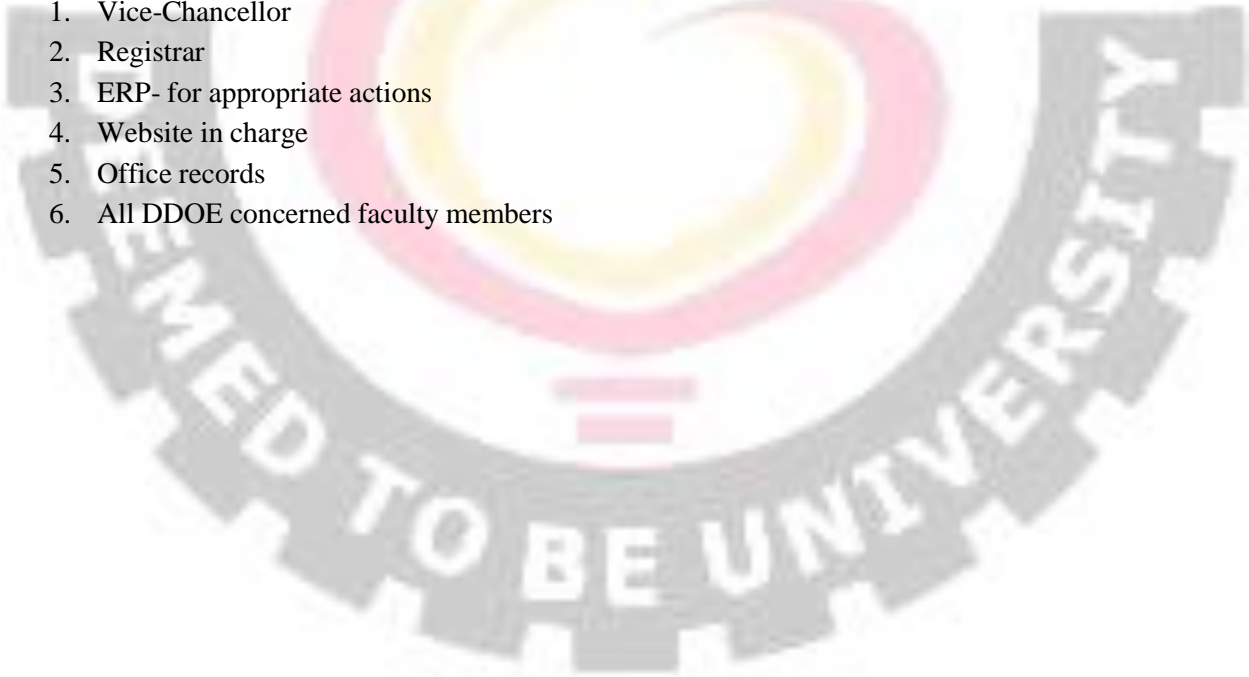 1. Vice-Chancellor
2. Registrar
3. ERP- for appropriate actions
4. Website in charge
5. Office records
6. All DDOE concerned faculty members
EMED TO BE UNIVERSITY